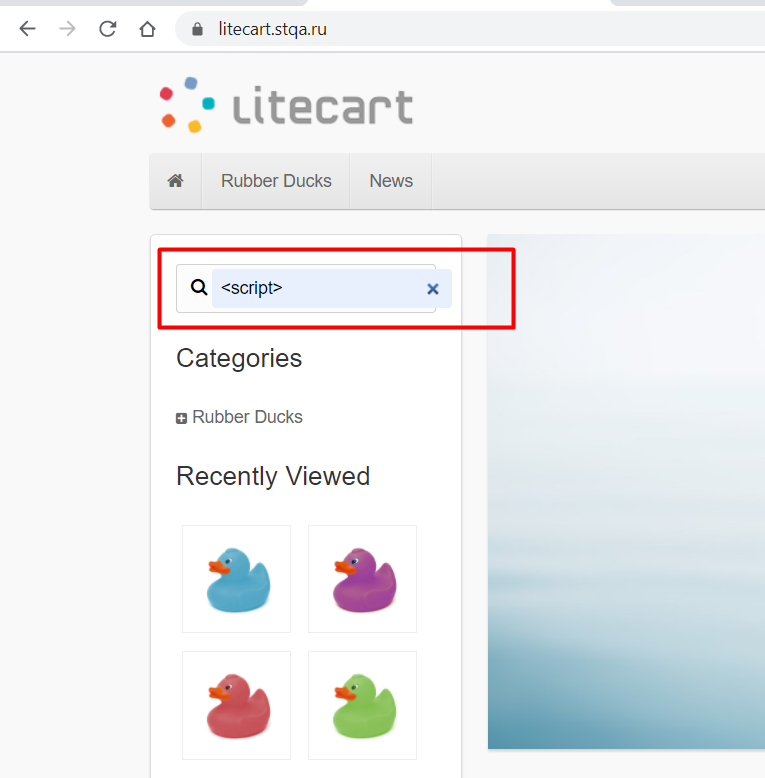 litecart.stqa.ru
litecart
Rubber Ducks News
<script>
Categories
Rubber Ducks
Recently Viewed